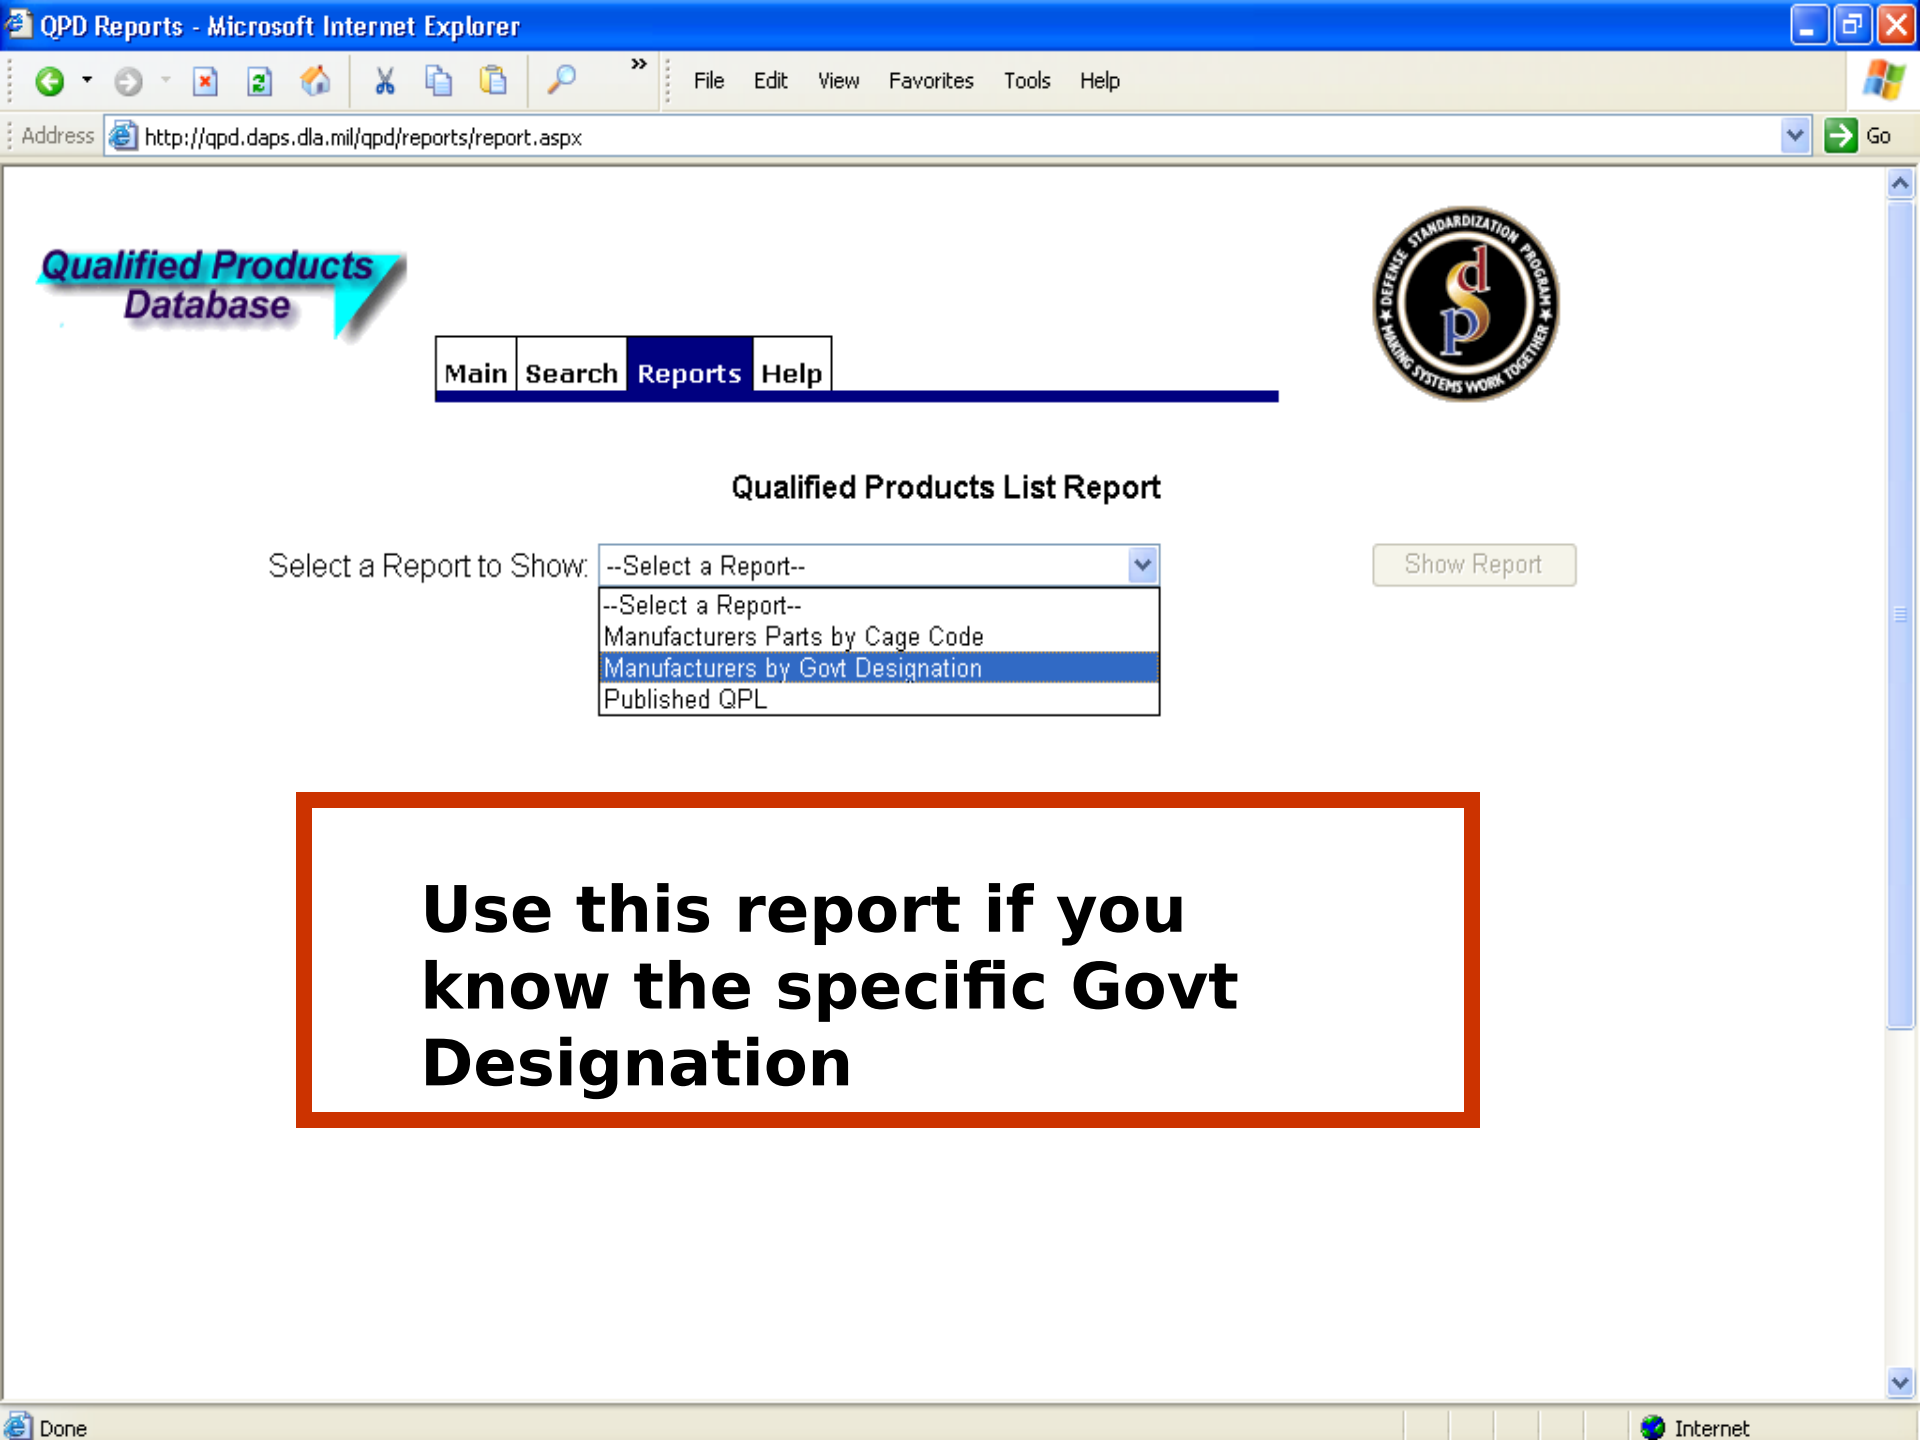 QPD Reports - Microsoft Internet Explorer
» File Edit View Favorites Tools Help
Address http://qpd.daps.dla.mil/qpd/reports/report.aspx Go
Qualified Products
Database
DEFENSE STANDARDIZATION PROGRAM
dsp
MAKING SYSTEMS WORK TOGETHER
Main Search Reports Help
Qualified Products List Report
Select a Report to Show: --Select a Report-- Show Report
--Select a Report--
Manufacturers Parts by Cage Code
Manufacturers by Govt Designation
Published QPL
Use this report if you
know the specific Govt
Designation
Done Internet